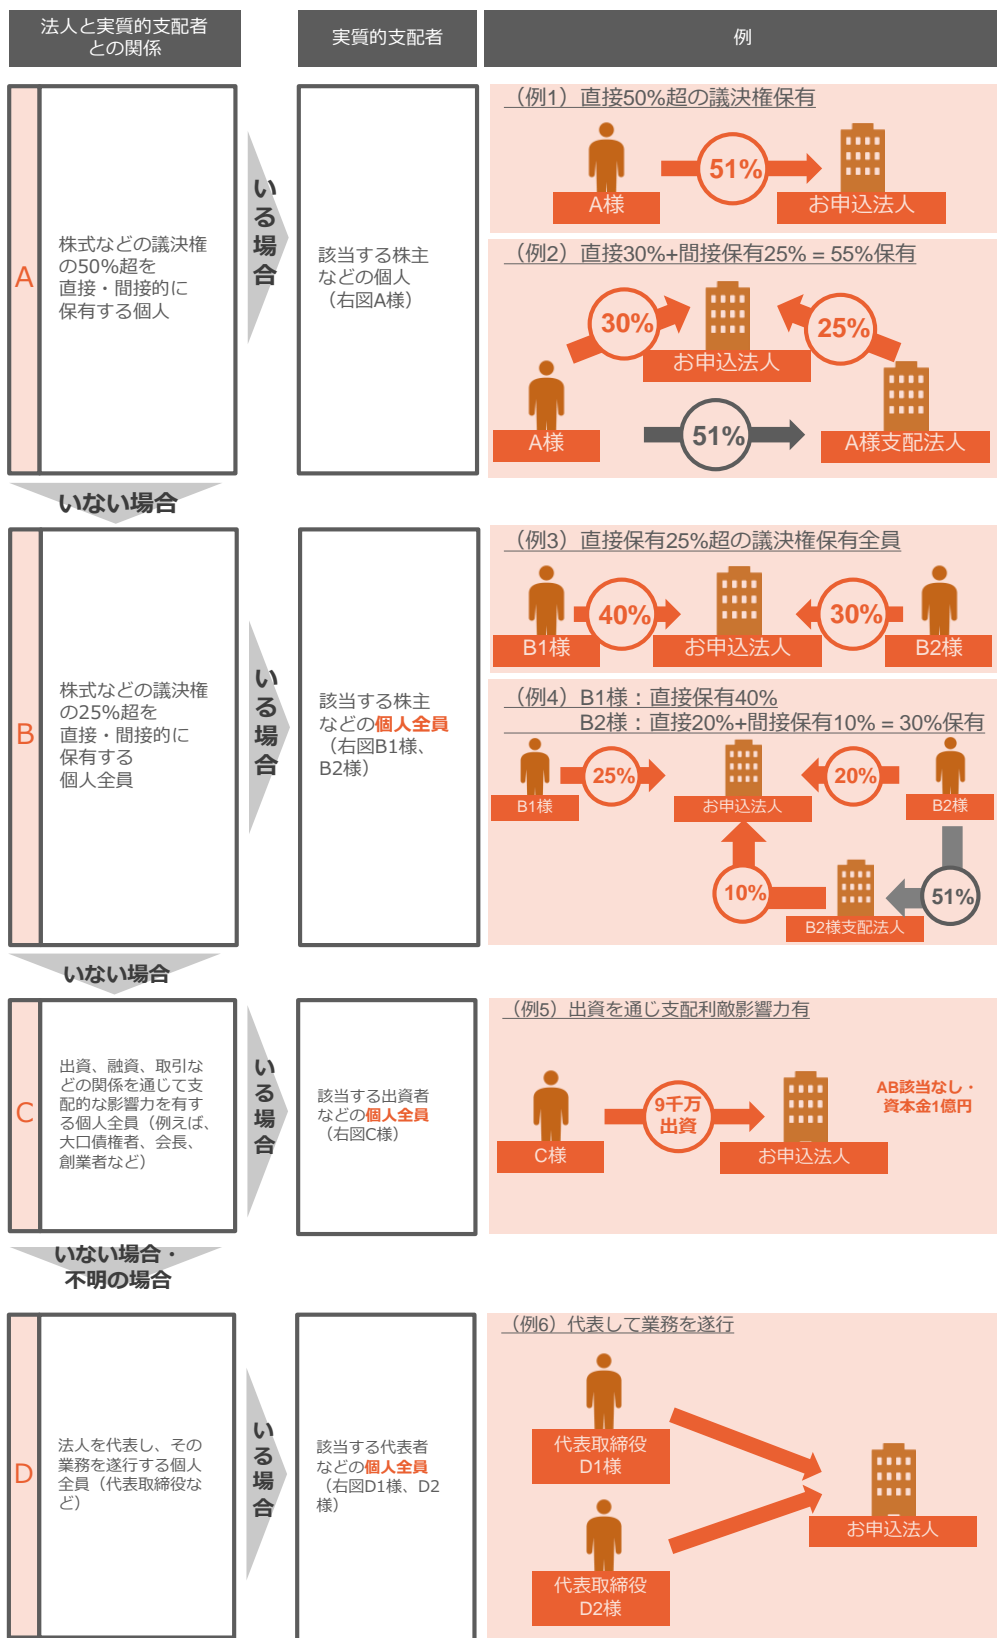 法人と実質的支配者
との関係
実質的支配者
例
A
株式などの議決権
の50%超を
直接・間接的に
保有する個人
いる場合
該当する株主
などの個人
（右図A様）
（例1）直接50%超の議決権保有
51%
A様
お申込法人
（例2）直接30%+間接保有25% = 55%保有
30%
25%
お申込法人
A様
51%
A様支配法人
いない場合
B
株式などの議決権
の25%超を
直接・間接的に
保有する
個人全員
いる場合
該当する株主
などの個人全員
（右図B1様、
B2様）
（例3）直接保有25%超の議決権保有全員
40%
30%
B1様
お申込法人
B2様
（例4）B1様：直接保有40%
B2様：直接20%+間接保有10% = 30%保有
25%
20%
B1様
お申込法人
B2様
10%
51%
B2様支配法人
いない場合
C
出資、融資、取引な
どの関係を通じて支
配的な影響力を有す
る個人全員（例えば、
大口債権者、会長、
創業者など）
いる場合
該当する出資者
などの個人全員
（右図C様）
（例5）出資を通じ支配利敵影響力有
9千万
出資
AB該当なし・
資本金1億円
C様
お申込法人
いない場合・
不明の場合
D
法人を代表し、その
業務を遂行する個人
全員（代表取締役な
ど）
いる場合
該当する代表者
などの個人全員
（右図D1様、D2
様）
（例6）代表して業務を遂行
代表取締役
D1様
お申込法人
代表取締役
D2様